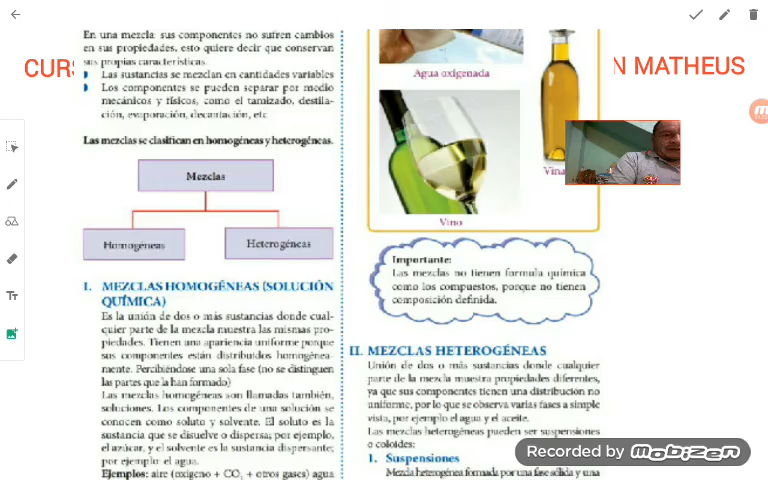 CURS
N MATHEUS
En una mezcla: sus componentes no sufren cambios
en sus propiedades, esto quiere decir que conservan
sus propias características.
Las sustancias se mezclan en cantidades variables
Los componentes se pueden separar por medio
mecánicos y físicos, como el tamizado, destila-
ción, evaporación, decantación, etc
Las mezclas se clasifican en homogéneas y heterogéneas.
Mezclas
Homogéneas
Heterogéneas
I. MEZCLAS HOMOGÉNEAS (SOLUCIÓN
QUÍMICA)
Es la unión de dos o más sustancias donde cual-
quier parte de la mezcla muestra las mismas pro-
piedades. Tienen una apariencia uniforme porque
sus componentes están distribuidos homogénea-
mente. Percibiéndose una sola fase (no se distinguen
las partes que la han formado)
Las mezclas homogéneas son llamadas también,
soluciones. Los componentes de una solución se
conocen como soluto y solvente. El soluto es la
sustancia que se disuelve o dispersa; por ejemplo,
el azúcar, y el solvente es la sustancia dispersante;
por ejemplo: el agua.
Ejemplos: aire (oxígeno + CO₂ + otros gases) agua
Agua oxigenada
Vina
Vino
Importante:
Las mezclas no tienen formula química
como los compuestos, porque no tienen
composición definida.
II. MEZCLAS HETEROGÉNEAS
Unión de dos o más sustancias donde cualquier
parte de la mezcla muestra propiedades diferentes,
ya que sus componentes tienen una distribución no
uniforme, por lo que se observa varias fases a simple
vista, por ejemplo el agua y el aceite.
Las mezclas heterogéneas pueden ser suspensiones
o coloides:
1. Suspensiones
Mezcla heterogénea formada por una fase sólida y una
Tт
Recorded by mobizen